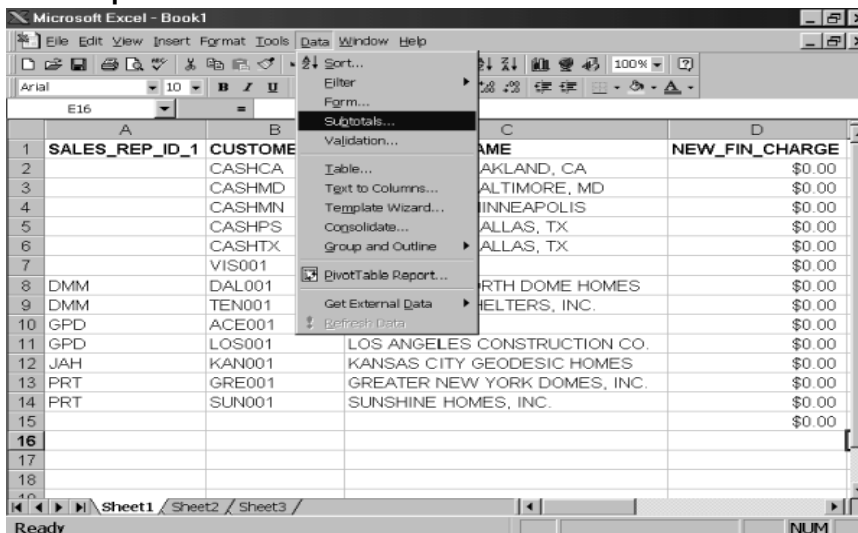 Microsoft Excel - Book1
File Edit View Insert Format Tools Data Window Help
100%
Arial 10 B I U
E16 =
Sort...
Filter
Form...
Subtotals...
Validation...
Table...
Text to Columns...
Template Wizard...
Consolidate...
Group and Outline
PivotTable Report...
Get External Data
Refresh Data
A B C D
1 SALES_REP_ID_1 CUSTOME AME NEW_FIN_CHARGE
2 CASHCA AKLAND, CA $0.00
3 CASHMD ALTIMORE, MD $0.00
4 CASHMN INNEAPOLIS $0.00
5 CASHPS ALLAS, TX $0.00
6 CASHTX ALLAS, TX $0.00
7 VIS001 $0.00
8 DMM DAL001 RTH DOME HOMES $0.00
9 DMM TEN001 HELTERS, INC. $0.00
10 GPD ACE001 $0.00
11 GPD LOS001 LOS ANGELES CONSTRUCTION CO. $0.00
12 JAH KAN001 KANSAS CITY GEODESIC HOMES $0.00
13 PRT GRE001 GREATER NEW YORK DOMES, INC. $0.00
14 PRT SUN001 SUNSHINE HOMES, INC. $0.00
15 $0.00
16
17
18
Sheet1 Sheet2 Sheet3
Ready NUM